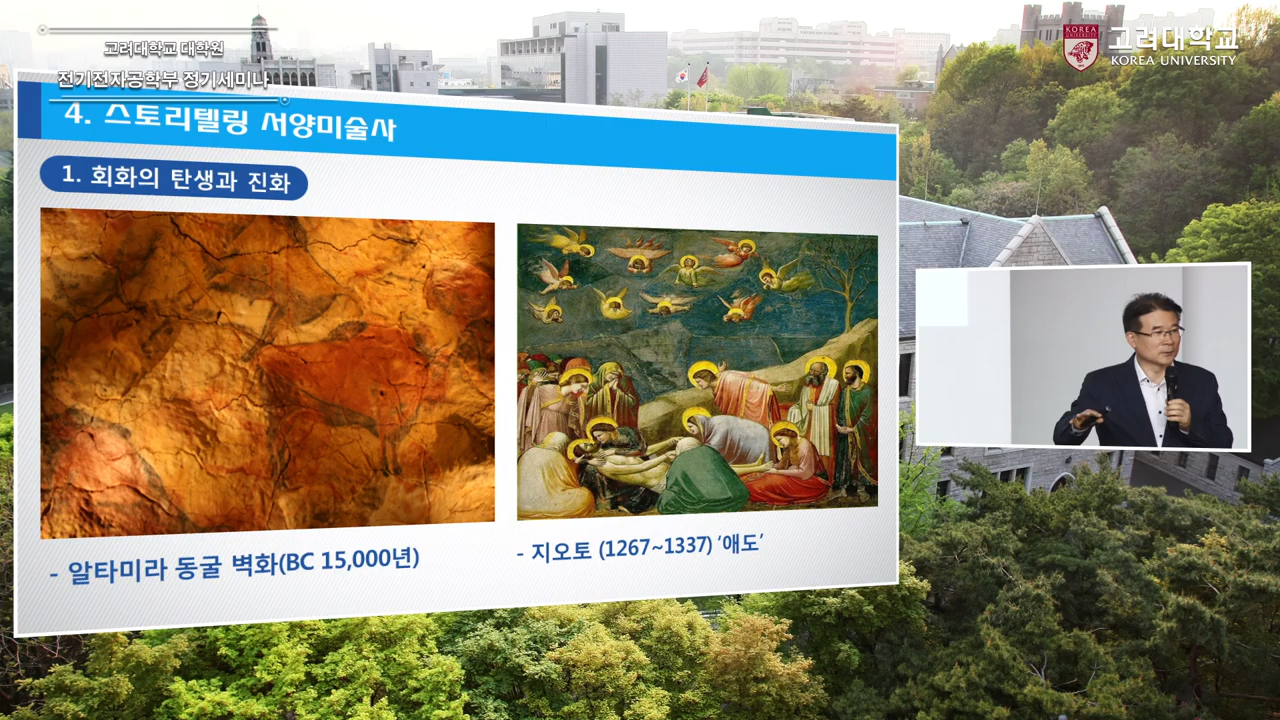 고려대학교 대학원
전기전자공학부 정기세미나
KOREA
UNIVERSITY
고려대학교
KOREA UNIVERSITY
4. 스토리텔링 서양미술사
1. 회화의 탄생과 진화
- 알타미라 동굴 벽화(BC 15,000년)
- 지오토 (1267~1337) ‘애도’